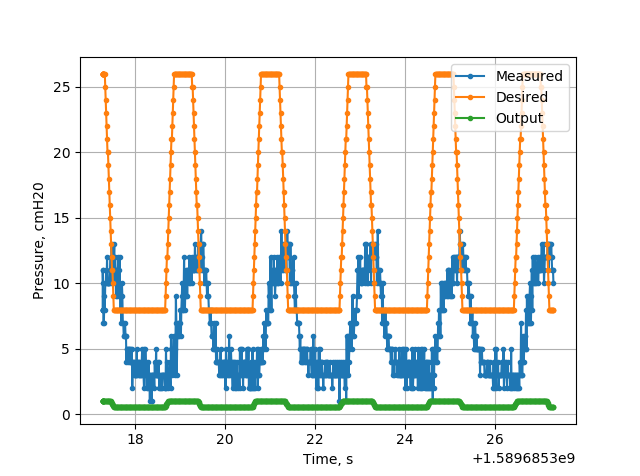 Measured
Desired
Output
Pressure, cmH20
25
20
15
10
5
0
18
20
22
24
26
Time, s
+1.5896853e9